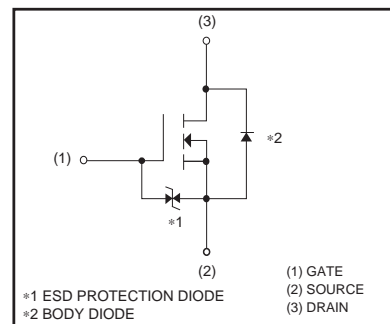 (3)
∗2
(1)
∗1
(2)
∗1 ESD PROTECTION DIODE
∗2 BODY DIODE
(1) GATE
(2) SOURCE
(3) DRAIN